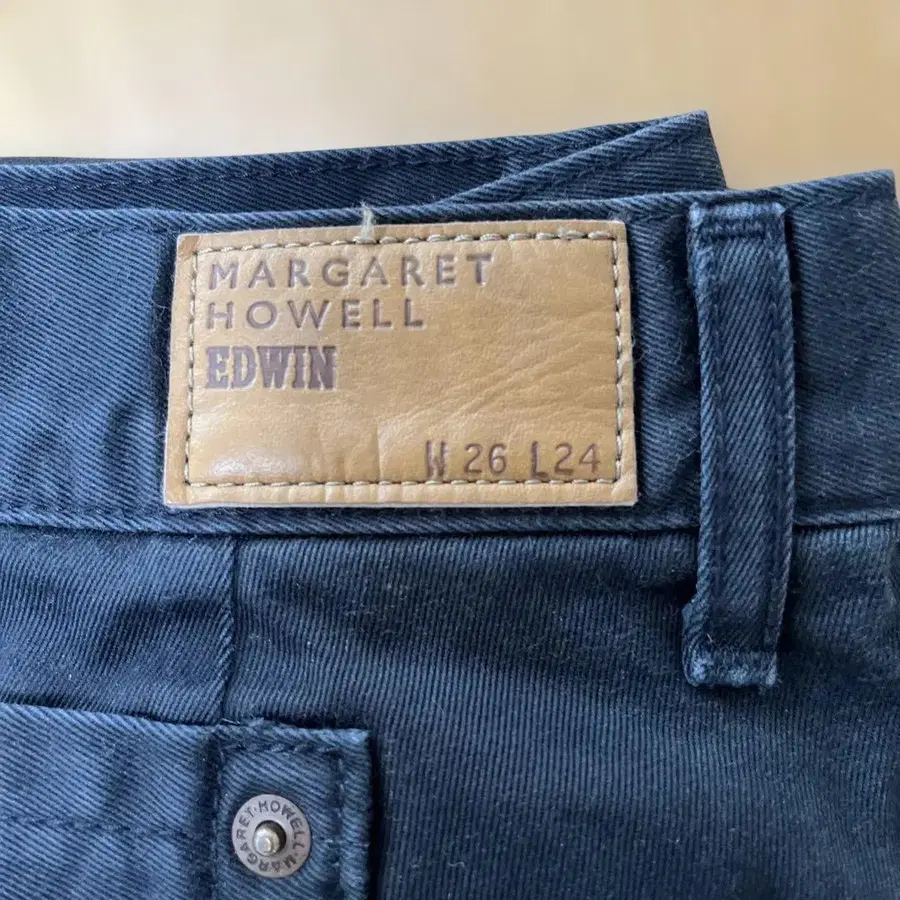 MARGARET
HOWELL
EDWIN
W 26 L24
MARGARET·HOWELL·